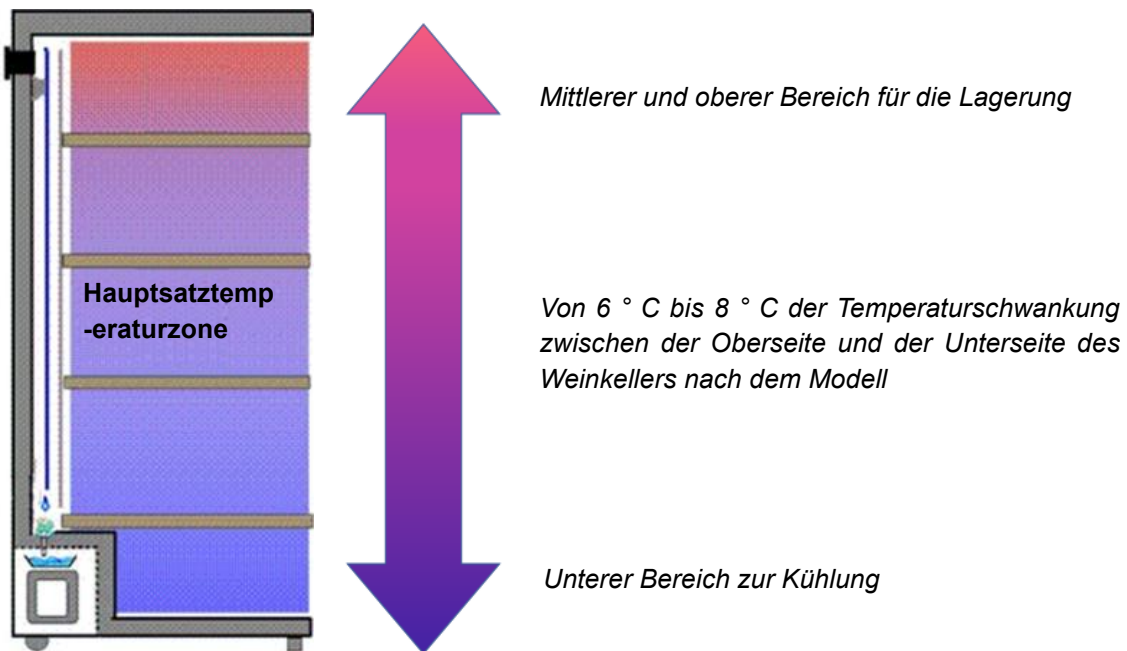 Mittlerer und oberer Bereich für die Lagerung
Hauptsatztemp
-eraturzone
Von 6 ° C bis 8 ° C der Temperaturschwankung
zwischen der Oberseite und der Unterseite des
Weinkellers nach dem Modell
Unterer Bereich zur Kühlung